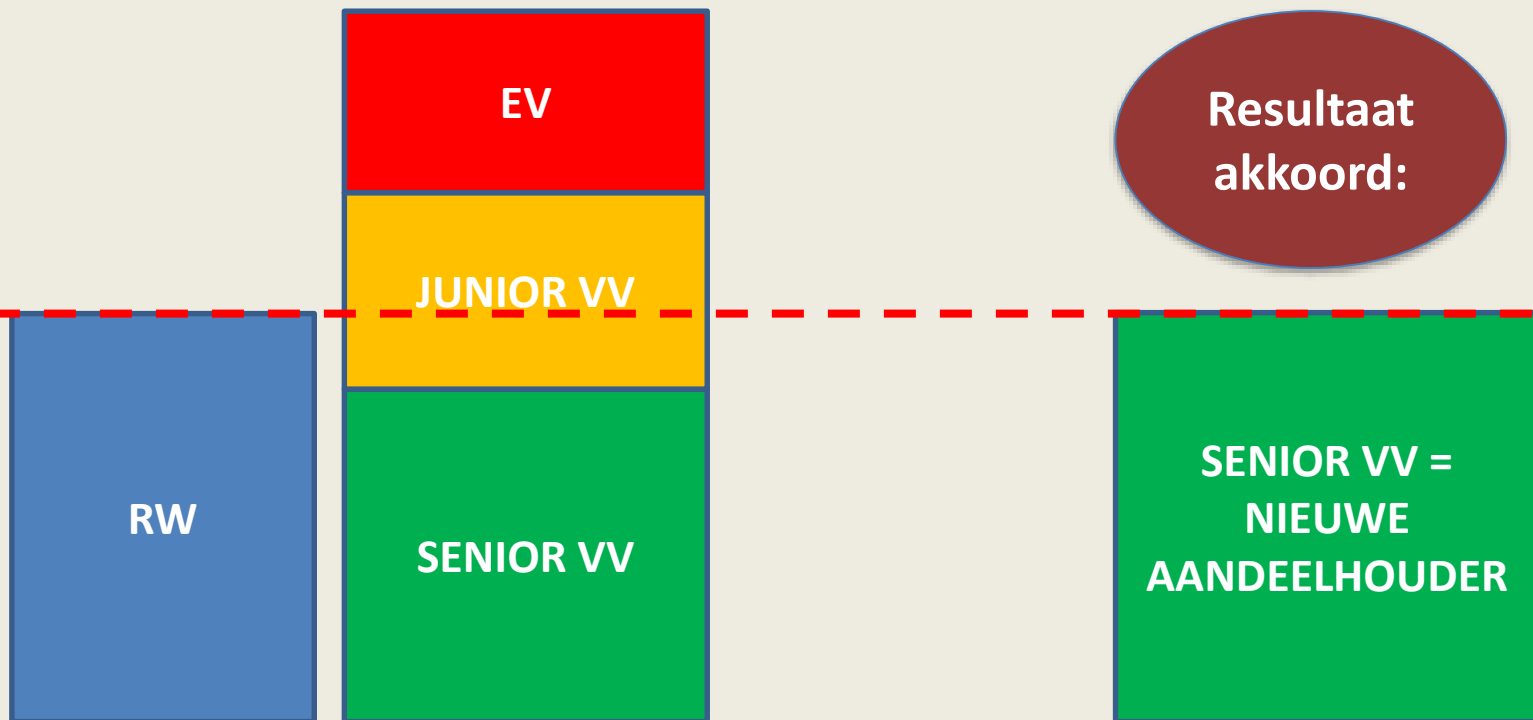 EV
JUNIOR VV
SENIOR VV
RW
Resultaat
akkoord:
SENIOR VV =
NIEUWE
AANDEELHOUDER